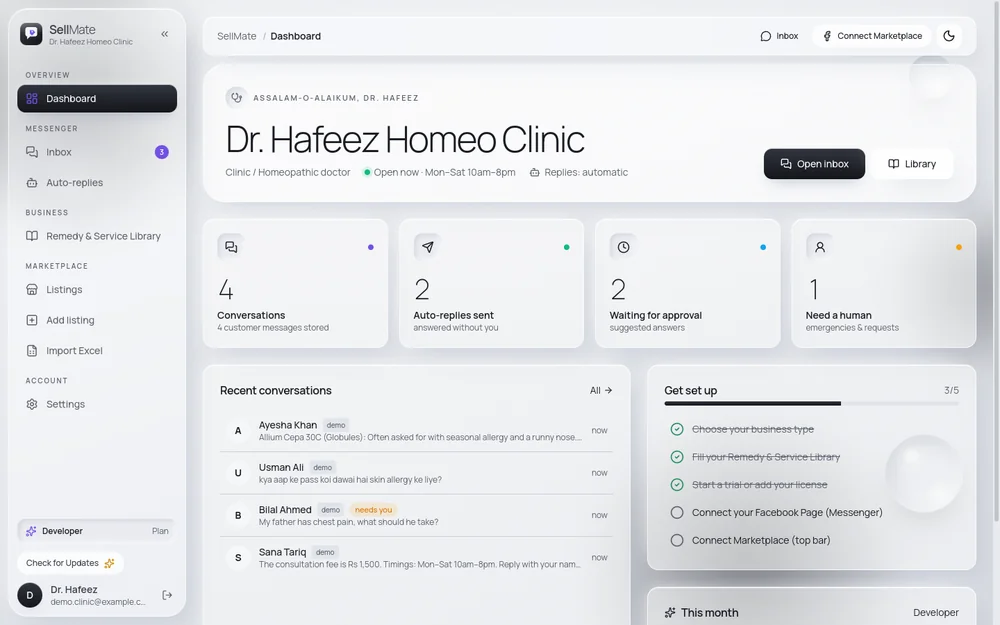 SellMate
Dr. Hafeez Homeo Clinic
OVERVIEW
Dashboard
MESSENGER
Inbox 3
Auto-replies
BUSINESS
Remedy & Service Library
MARKETPLACE
Listings
Add listing
Import Excel
ACCOUNT
Settings
Developer Plan
Check for Updates
D
Dr. Hafeez
demo.clinic@example.c...
SellMate / Dashboard
Inbox
Connect Marketplace
ASSALAM-O-ALAIKUM, DR. HAFEEZ
Dr. Hafeez Homeo Clinic
Clinic / Homeopathic doctor Open now · Mon–Sat 10am–8pm Replies: automatic
Open inbox
Library
4
Conversations
4 customer messages stored
2
Auto-replies sent
answered without you
2
Waiting for approval
suggested answers
1
Need a human
emergencies & requests
Recent conversations All →
A
Ayesha Khan demo
Allium Cepa 30C (Globules): Often asked for with seasonal allergy and a runny nose.... now
U
Usman Ali demo
kya aap ke pass koi dawai hai skin allergy ke liye? now
B
Bilal Ahmed demo needs you
My father has chest pain, what should he take? now
S
Sana Tariq demo
The consultation fee is Rs 1,500. Timings: Mon–Sat 10am–8pm. Reply with your nam... now
Get set up 3/5
Choose your business type
Fill your Remedy & Service Library
Start a trial or add your license
Connect your Facebook Page (Messenger)
Connect Marketplace (top bar)
This month Developer